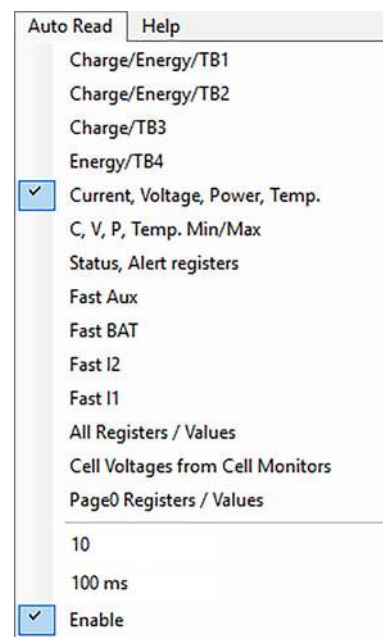 Auto Read Help
Charge/Energy/TB1
Charge/Energy/TB2
Charge/TB3
Energy/TB4
Current, Voltage, Power, Temp.
C, V, P, Temp. Min/Max
Status, Alert registers
Fast Aux
Fast BAT
Fast I2
Fast I1
All Registers / Values
Cell Voltages from Cell Monitors
Page0 Registers / Values
10
100 ms
Enable